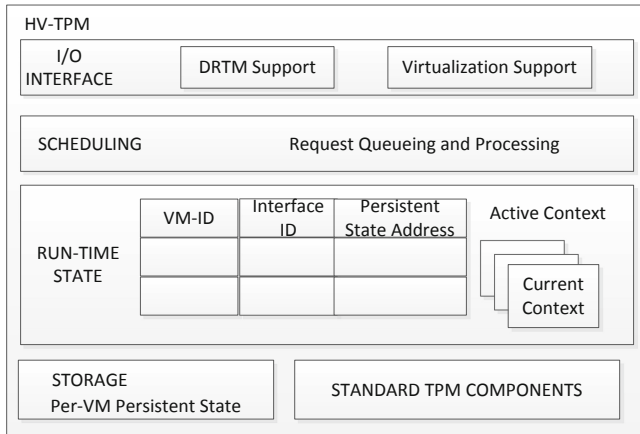 HV-TPM
I/O
INTERFACE
DRTM Support
Virtualization Support
SCHEDULING
Request Queueing and Processing
RUN-TIME
STATE
VM-ID
Interface
ID
Persistent
State Address
Active Context
Current
Context
STORAGE
Per-VM Persistent State
STANDARD TPM COMPONENTS